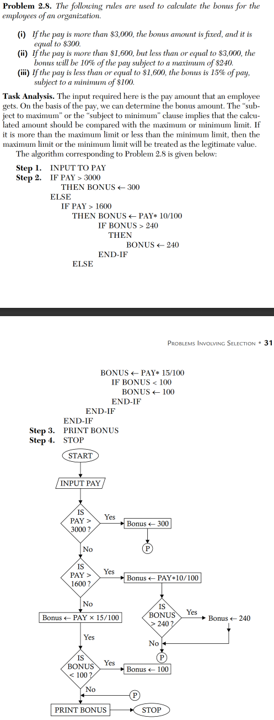 Problem 2.8. The following rules are used to calculate the bonus for the
employees of an organization.
(i) If the pay is more than $3,000, the bonus amount is fixed, and it is
equal to $300.
(ii) If the pay is more than $1,600, but less than or equal to $3,000, the
bonus will be 10% of the pay subject to a maximum of $240.
(iii) If the pay is less than or equal to $1,600, the bonus is 15% of pay,
subject to a minimum of $100.
Task Analysis. The input required here is the pay amount that an employee
gets. On the basis of the pay, we can determine the bonus amount. The “sub-
ject to maximum” or the “subject to minimum” clause implies that the calcu-
lated amount should be compared with the maximum or minimum limit. If
it is more than the maximum limit or less than the minimum limit, then the
maximum limit or the minimum limit will be treated as the legitimate value.
The algorithm corresponding to Problem 2.8 is given below:
Step 1. INPUT TO PAY
Step 2. IF PAY > 3000
THEN BONUS ← 300
ELSE
IF PAY > 1600
THEN BONUS ← PAY* 10/100
IF BONUS > 240
THEN
BONUS ← 240
END-IF
ELSE
PROBLEMS INVOLVING SELECTION • 31
BONUS ← PAY* 15/100
IF BONUS < 100
BONUS ← 100
END-IF
END-IF
END-IF
Step 3. PRINT BONUS
Step 4. STOP
START
INPUT PAY
IS
PAY >
3000 ?
Yes
Bonus ← 300
P
No
IS
PAY >
1600 ?
Yes
Bonus ← PAY*10/100
No
Bonus ← PAY × 15/100
IS
BONUS
> 240 ?
Yes
Bonus ← 240
No
P
Yes
IS
BONUS
< 100 ?
Yes
Bonus ← 100
No
P
PRINT BONUS
STOP